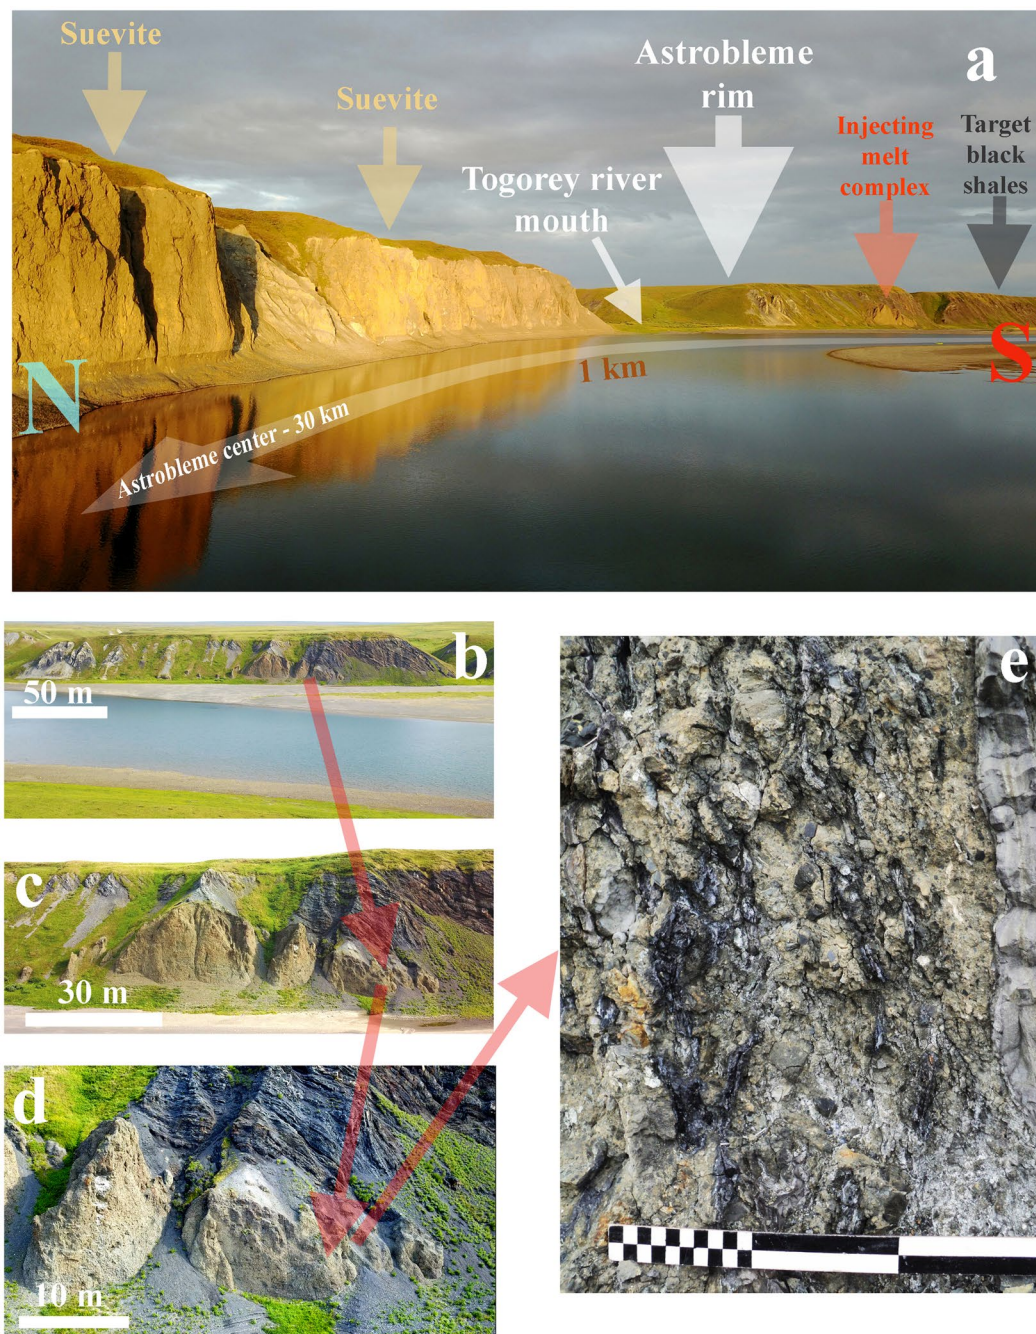 Suevite
Suevite
Astrobleme
rim
a
Injecting
melt
complex
Target
black
shales
Togorey river
mouth
N
S
1 km
Astrobleme center - 30 km
b
50 m
c
30 m
d
10 m
e